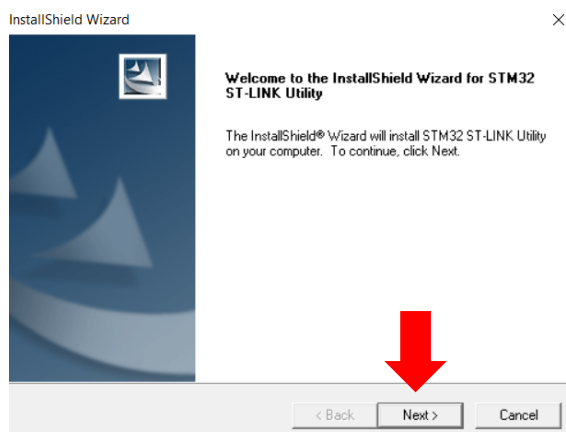 InstallShield Wizard
Welcome to the InstallShield Wizard for STM32
ST-LINK Utility
The InstallShield® Wizard will install STM32 ST-LINK Utility
on your computer. To continue, click Next.
< Back Next > Cancel